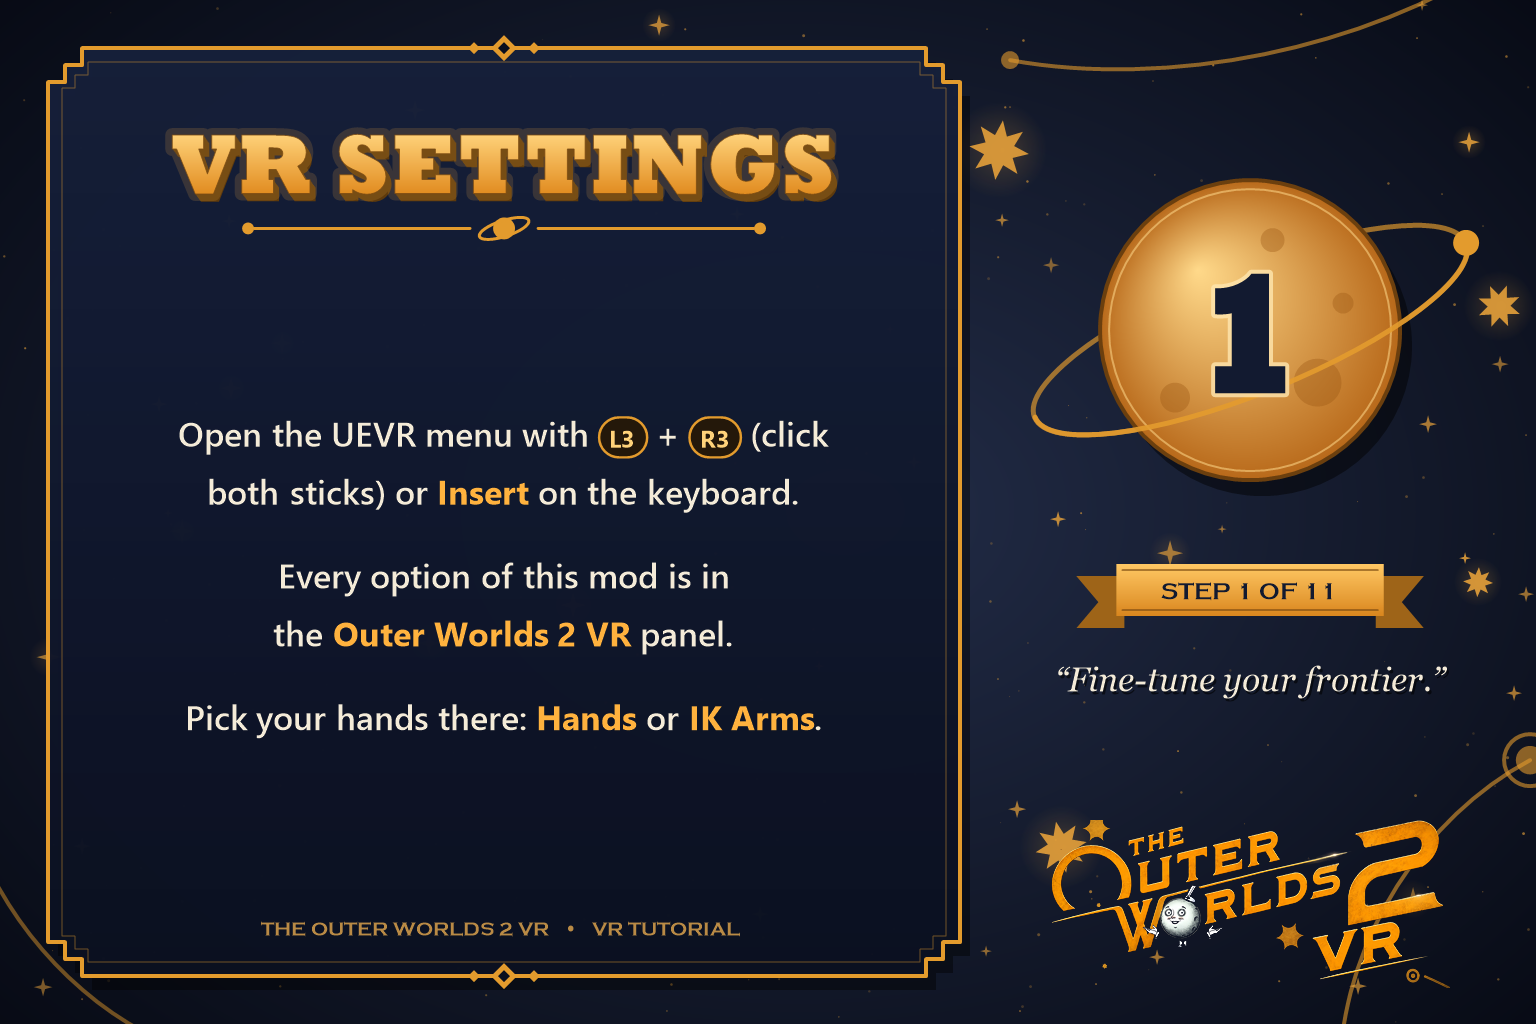 VR SETTINGS
Open the UEVR menu with L3 + R3 (click
both sticks) or Insert on the keyboard.
Every option of this mod is in
the Outer Worlds 2 VR panel.
Pick your hands there: Hands or IK Arms.
THE OUTER WORLDS 2 VR • VR TUTORIAL
1
STEP 1 OF 11
“Fine-tune your frontier.”
THE
OUTER
WORLDS 2
VR